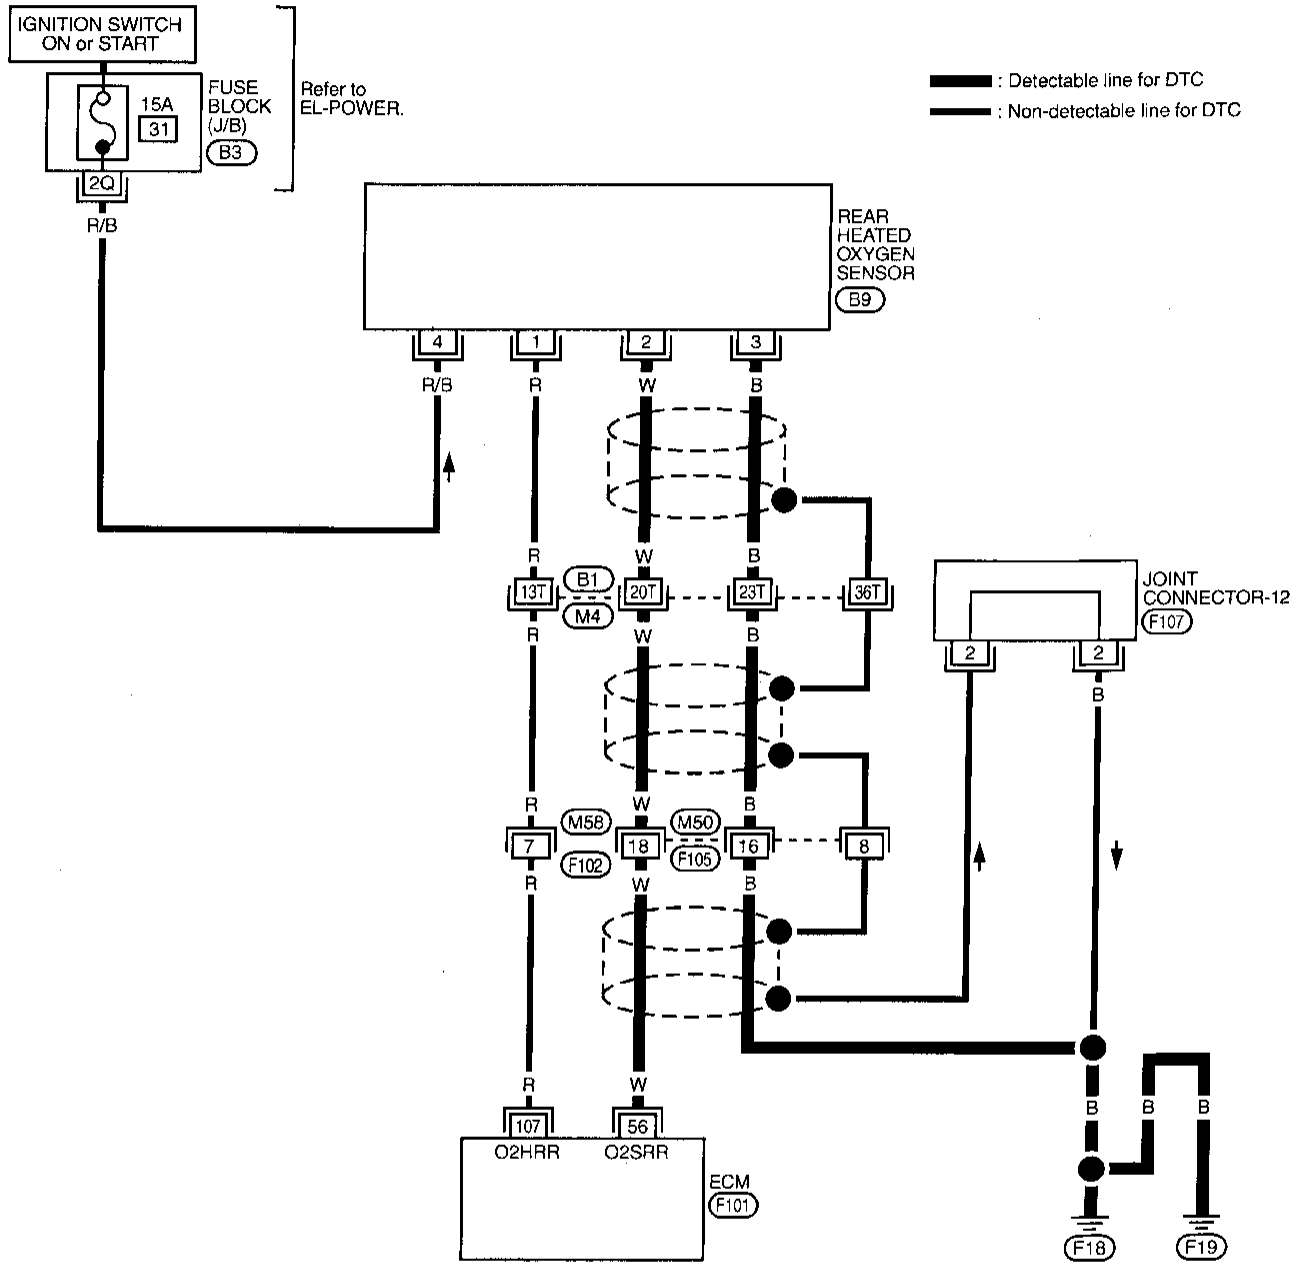 IGNITION SWITCH
ON or START
FUSE
BLOCK
(J/B)
B3
15A
31
Refer to
EL-POWER.
2Q
R/B
: Detectable line for DTC
: Non-detectable line for DTC
REAR
HEATED
OXYGEN
SENSOR
B9
4 1 2 3
R/B R W B
R W B
13T B1 M4 20T 23T 36T
R W B
JOINT
CONNECTOR-12
F107
2 2
B
R W B
7 M58 F102 18 M50 F105 16 8
R W B
R W
107 56
O2HRR O2SRR
ECM
F101
B B B
F18 F19